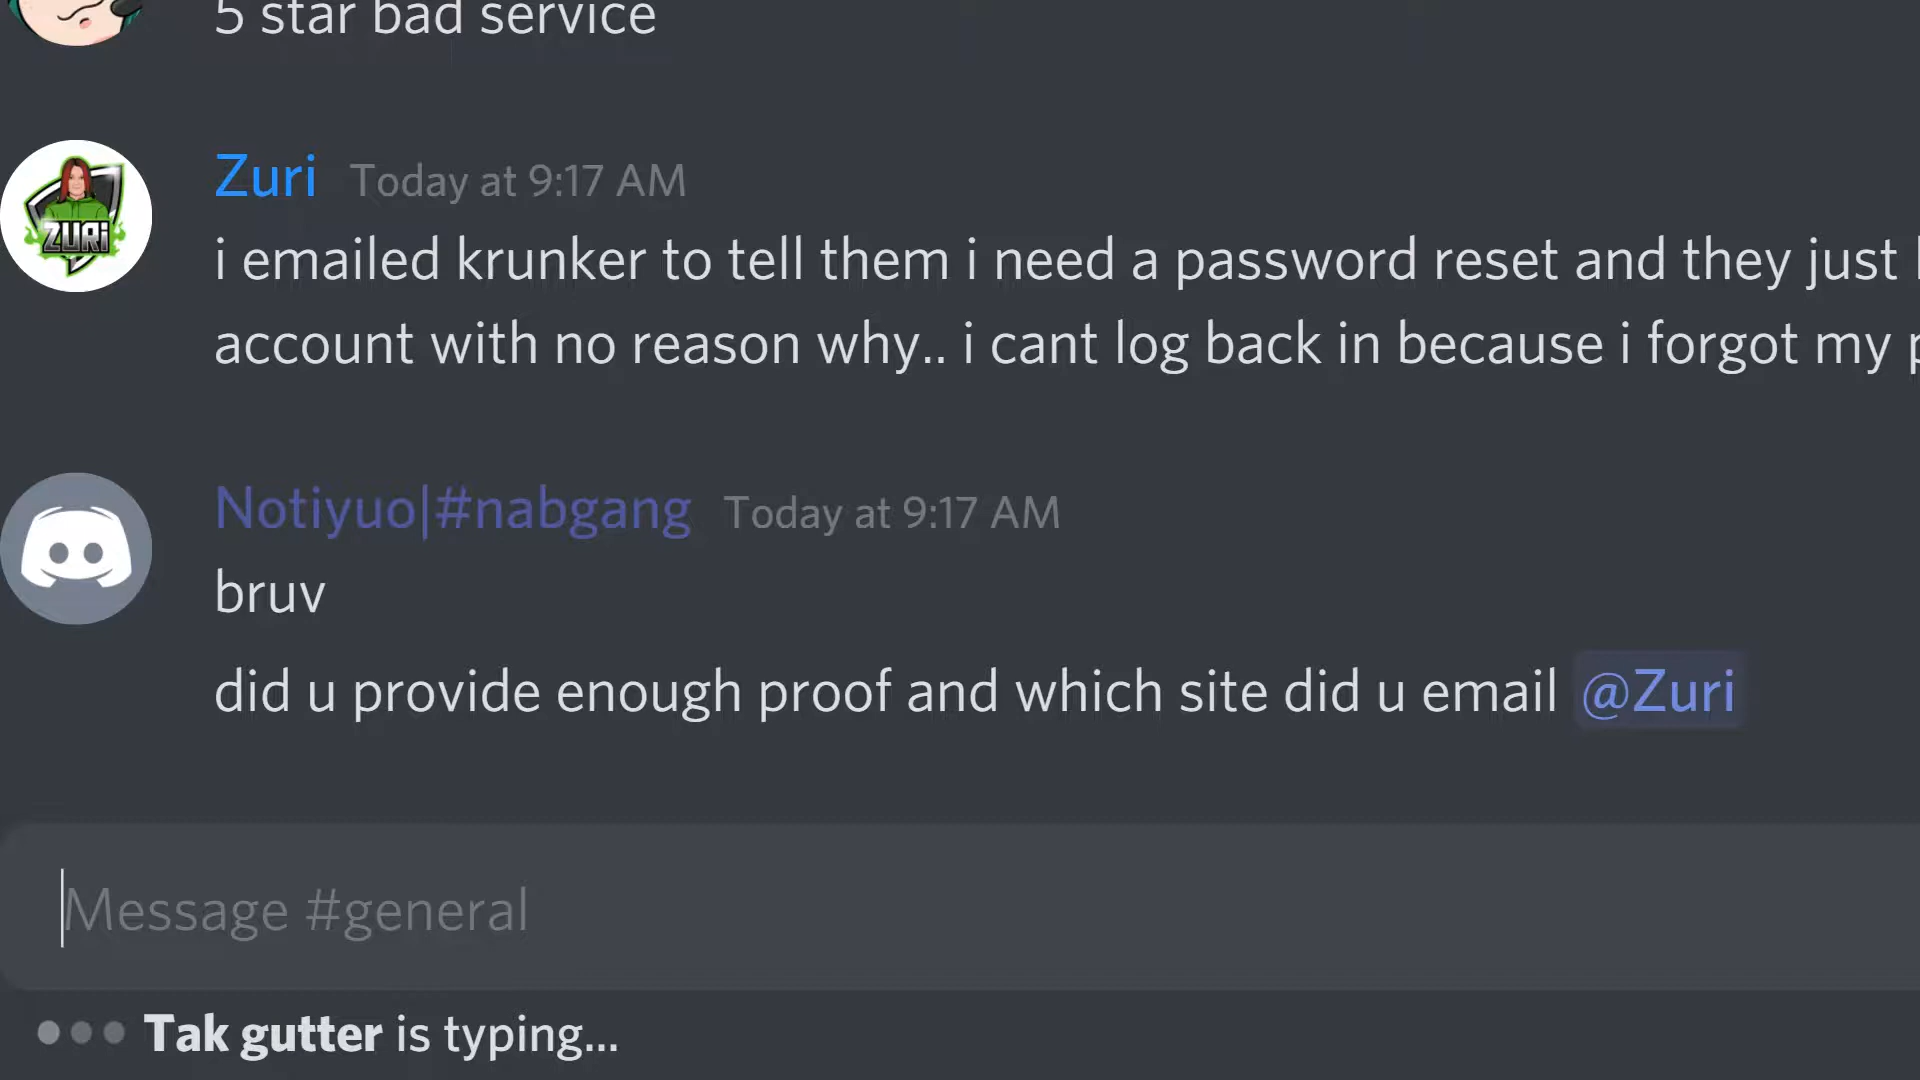 5 star bad service
Zuri Today at 9:17 AM
i emailed krunker to tell them i need a password reset and they just
account with no reason why.. i cant log back in because i forgot my
ZURi
Notiyuo|#nabgang Today at 9:17 AM
bruv
did u provide enough proof and which site did u email @Zuri
Message #general
Tak gutter is typing...